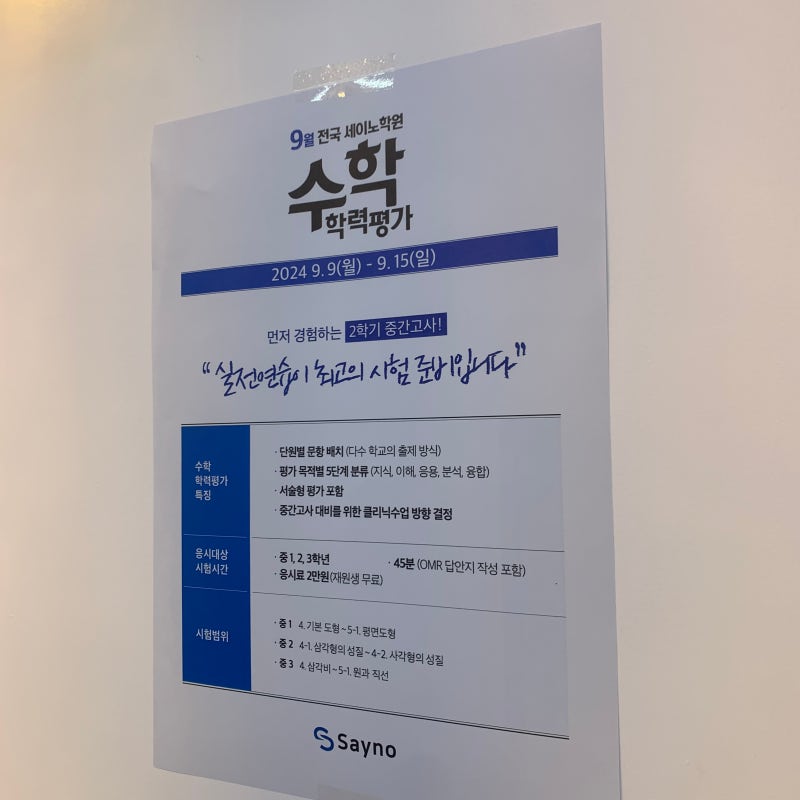 9월 전국 세이노학원
수학
학력평가
2024 9. 9(월) - 9. 15(일)
먼저 경험하는 2학기 중간고사!
“실전연습이 최고의 시험 준비입니다”
수학
학력평가
특징
· 단원별 문항 배치 (다수 학교의 출제 방식)
· 평가 목적별 5단계 분류 (지식, 이해, 응용, 분석, 융합)
· 서술형 평가 포함
· 중간고사 대비를 위한 클리닉수업 방향 결정
응시대상
시험시간
· 중 1, 2, 3학년 · 45분 (OMR 답안지 작성 포함)
· 응시료 2만원(재원생 무료)
시험범위
· 중 1 4. 기본 도형 ~ 5-1. 평면도형
· 중 2 4-1. 삼각형의 성질 ~ 4-2. 사각형의 성질
· 중 3 4. 삼각비 ~ 5-1. 원과 직선
Sayno